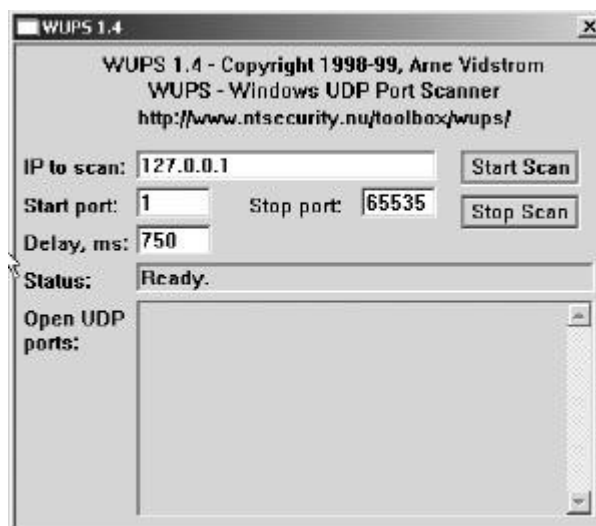 WUPS 1.4
WUPS 1.4 - Copyright 1998-99, Arne Vidstrom
WUPS - Windows UDP Port Scanner
http://www.ntsecurity.nu/toolbox/wups/
IP to scan: 127.0.0.1 Start Scan
Start port: 1 Stop port: 65535 Stop Scan
Delay, ms: 750
Status: Ready.
Open UDP
ports: